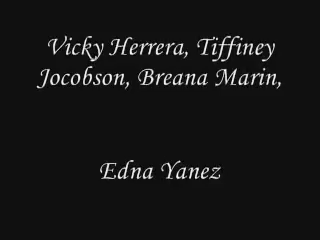 Vicky Herrera, Tiffiney
Jocobson, Breana Marin,
Edna Yanez